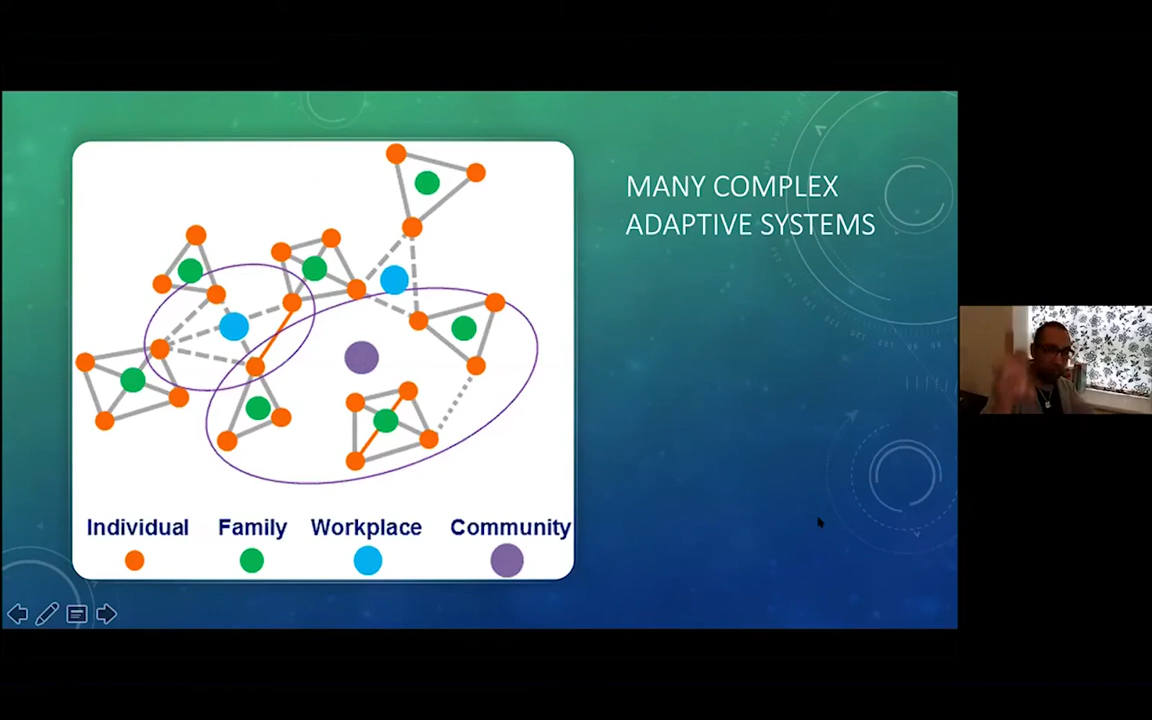 MANY COMPLEX
ADAPTIVE SYSTEMS
Individual Family Workplace Community